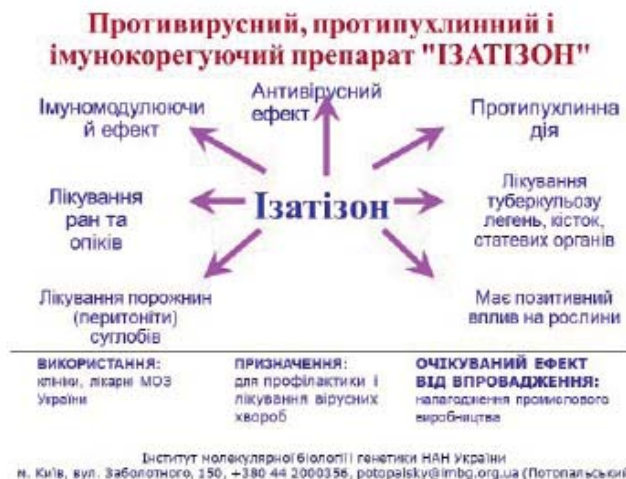 Противирусний, протипухлинний і
імунокорегуючий препарат "ІЗАТІЗОН"
Імуномодулюючи
й ефект
Антивірусний
ефект
Протипухлинна
дія
Лікування
ран та
опіків
Ізатізон
Лікування
туберкульозу
легень, кісток,
статевих органів
Лікування порожнин
(перитоніти)
суглобів
Має позитивний
вплив на рослини
ВИКОРИСТАННЯ:
клініки, лікарні МОЗ
України
ПРИЗНАЧЕННЯ:
для профілактики і
лікування вірусних
хвороб
ОЧІКУВАНИЙ ЕФЕКТ
ВІД ВПРОВАДЖЕННЯ:
налагодження промислового
виробництва
Інститут молекулярної біології і генетики НАН України
м. Київ, вул. Заболотного, 150, +380 44 2000356, potopalsky@imbg.org.ua (Потопальський